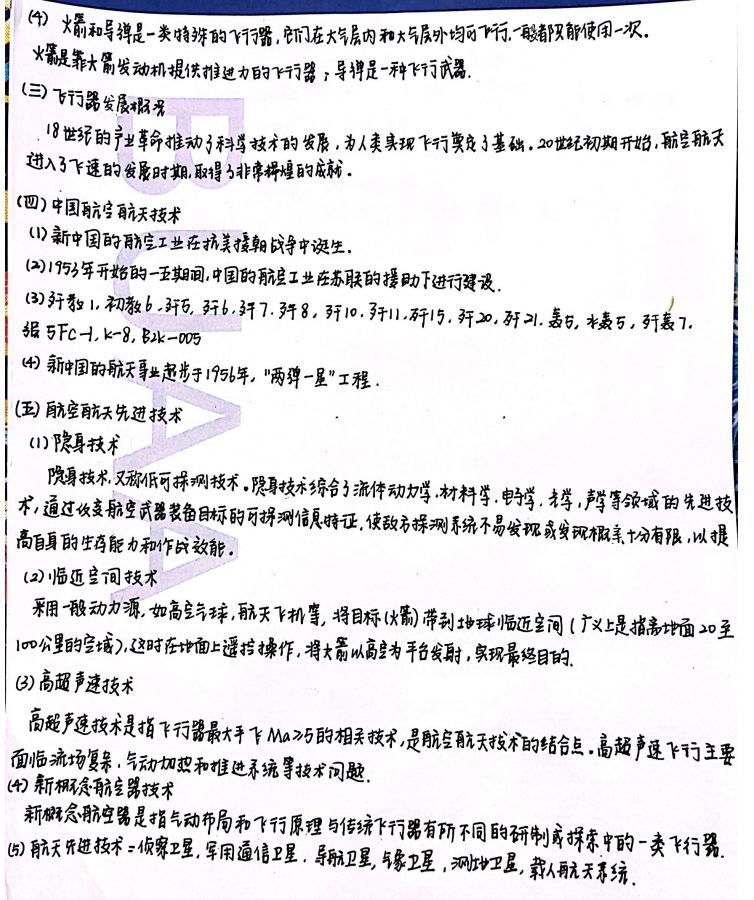 (4) 火箭和导弹是一类特殊的飞行器,它们在大气层内和大气层外均可飞行,一般都只能使用一次。
火箭是靠火箭发动机提供推进力的飞行器;导弹是一种飞行武器.
(三) 飞行器发展概况
18世纪的产业革命推动了科学技术的发展,为人类实现飞行奠定了基础。20世纪初期开始,航空航天
进入了飞速的发展时期,取得了非常辉煌的成就。
(四) 中国航空航天技术
(1) 新中国的航空工业在抗美援朝战争中诞生.
(2) 1953年开始的一五期间,中国的航空工业在苏联的援助下进行建设.
(3) 歼教1, 初教6, 歼5, 歼6, 歼7, 歼8, 歼10, 歼11, 歼15, 歼20, 歼21, 轰5, 水轰5, 歼轰7.
强5 FC-1, K-8, BZK-005
(4) 新中国的航天事业起步于1956年,"两弹一星"工程.
(五) 航空航天先进技术
(1) 隐身技术
隐身技术,又称低可探测技术。隐身技术综合了流体动力学,材料学,电子学,光学,声学等领域的先进技
术,通过改变航空武器装备目标的可探测信息特征,使敌方探测系统不易发现或发现概率十分有限,以提
高自身的生存能力和作战效能。
(2) 临近空间技术
采用一般动力源,如高空气球,航天飞机等,将目标(火箭)带到地球临近空间(广义上是指离地面20至
100公里的空域),这时在地面上遥控操作,将火箭以高空为平台发射,实现最终目的.
(3) 高超声速技术
高超声速技术是指飞行器最大平飞Ma≥5的相关技术,是航空航天技术的结合点。高超声速飞行主要
面临流场复杂,气动加热和推进系统等技术问题.
(4) 新概念航空器技术
新概念航空器是指气动布局和飞行原理与传统飞行器有所不同的研制或探索中的一类飞行器.
(5) 航天先进技术=侦察卫星,军用通信卫星,导航卫星,气象卫星,测地卫星,载人航天系统.
BUAA